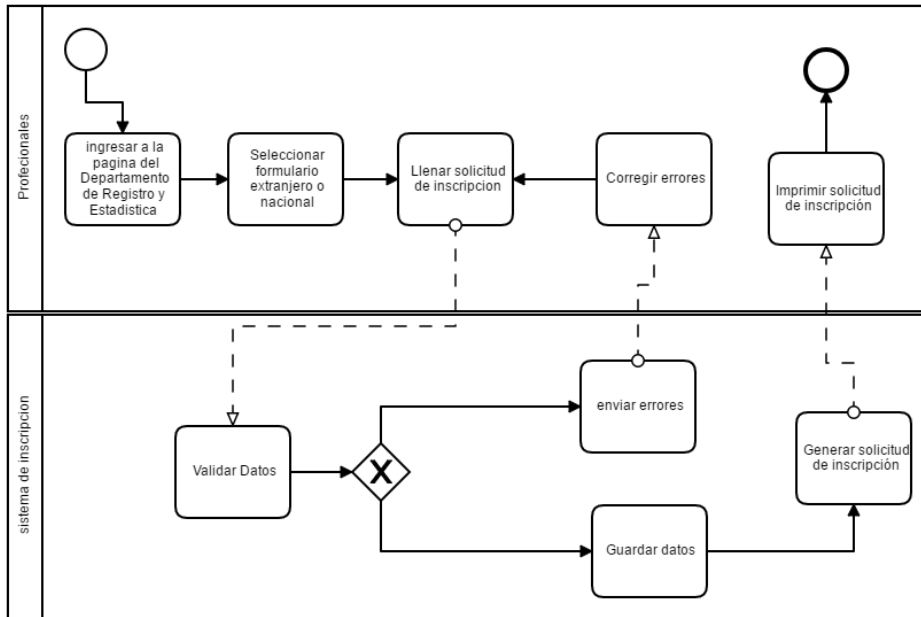 Profecionales
ingresar a la
pagina del
Departamento
de Registro y
Estadistica
Seleccionar
formulario
extranjero o
nacional
Llenar solicitud
de inscripcion
Corregir errores
Imprimir solicitud
de inscripción
sistema de inscripcion
Validar Datos
X
enviar errores
Guardar datos
Generar solicitud
de inscripción